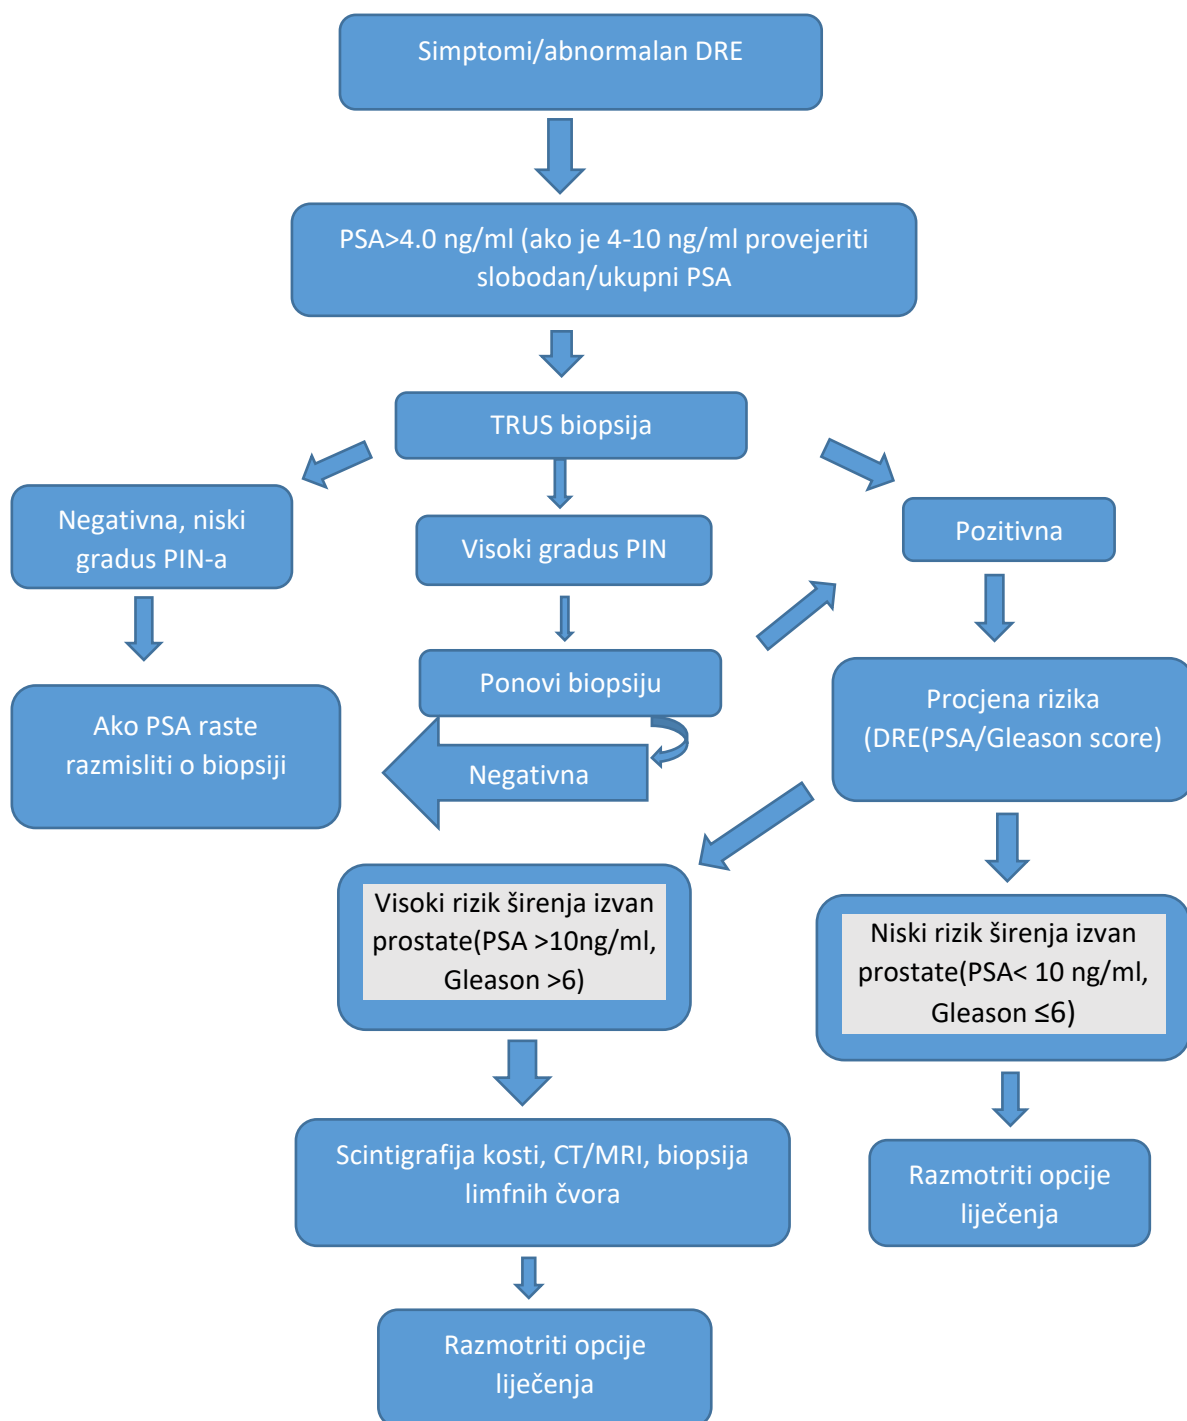 Simptomi/abnormalan DRE
PSA>4.0 ng/ml (ako je 4-10 ng/ml provejeriti
slobodan/ukupni PSA
TRUS biopsija
Negativna, niski
gradus PIN-a
Visoki gradus PIN
Pozitivna
Ako PSA raste
razmisliti o biopsiji
Ponovi biopsiju
Negativna
Procjena rizika
(DRE(PSA/Gleason score)
Visoki rizik širenja izvan
prostate(PSA >10ng/ml,
Gleason >6)
Niski rizik širenja izvan
prostate(PSA< 10 ng/ml,
Gleason ≤6)
Scintigrafija kosti, CT/MRI, biopsija
limfnih čvora
Razmotriti opcije
liječenja
Razmotriti opcije
liječenja